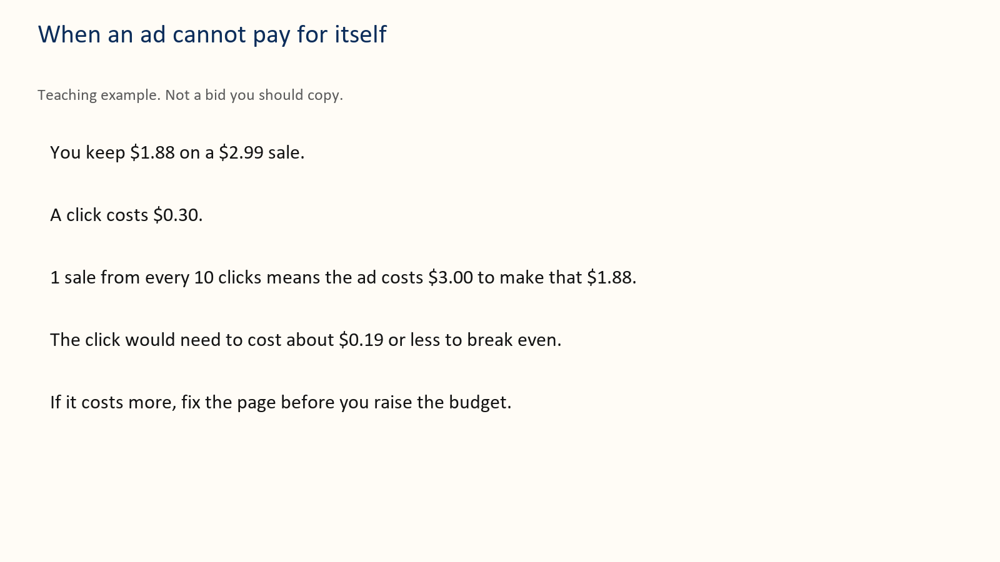 When an ad cannot pay for itself
Teaching example. Not a bid you should copy.
You keep $1.88 on a $2.99 sale.
A click costs $0.30.
1 sale from every 10 clicks means the ad costs $3.00 to make that $1.88.
The click would need to cost about $0.19 or less to break even.
If it costs more, fix the page before you raise the budget.